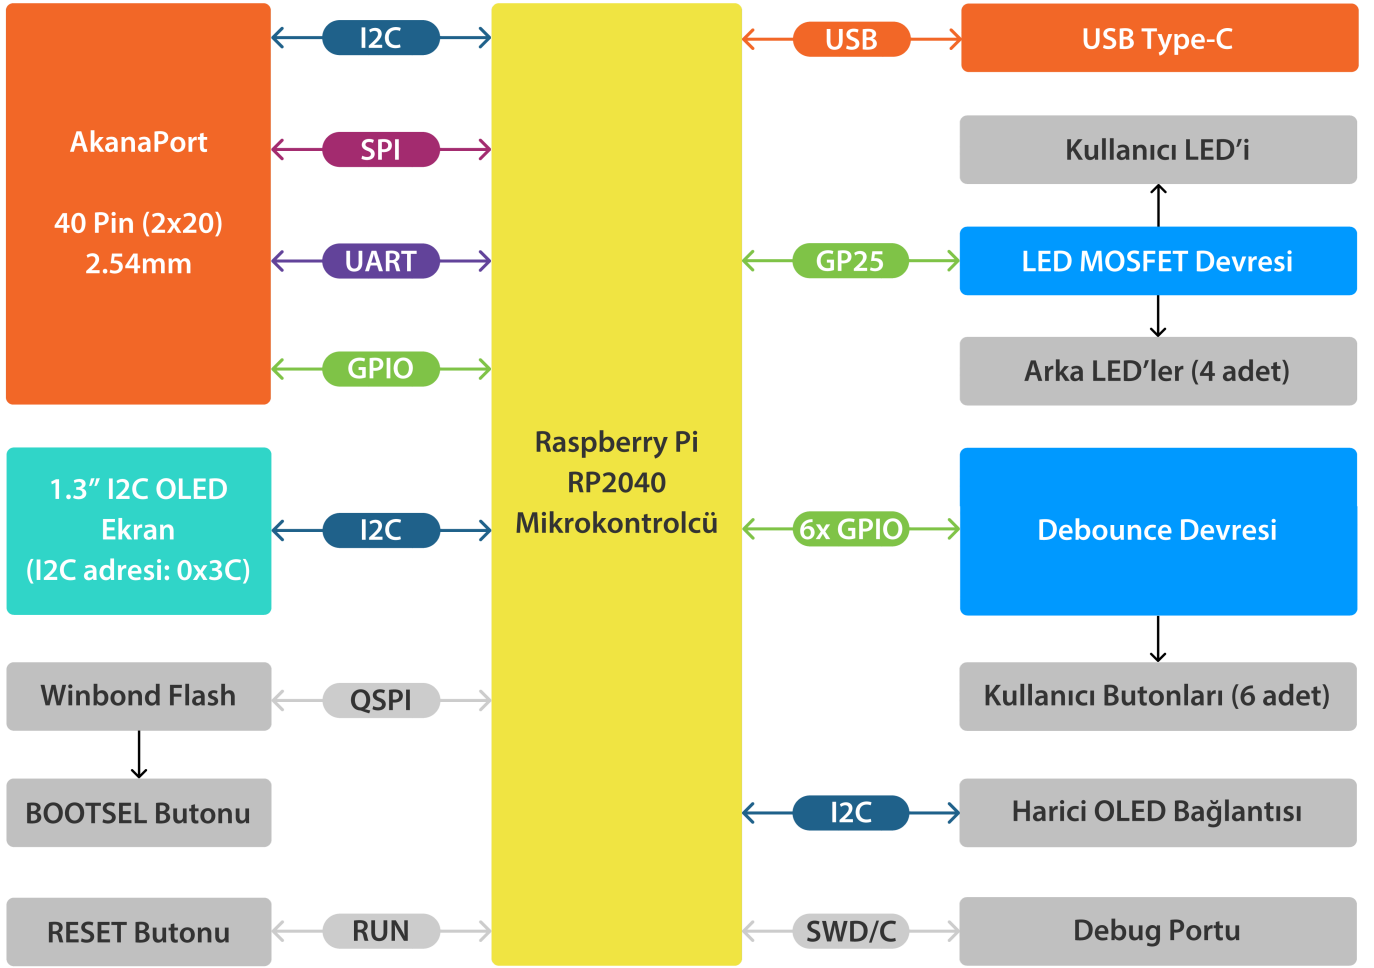 AkanaPort
40 Pin (2x20)
2.54mm
I2C
SPI
UART
GPIO
1.3” I2C OLED
Ekran
(I2C adresi: 0x3C)
I2C
Winbond Flash
QSPI
BOOTSEL Butonu
RESET Butonu
RUN
Raspberry Pi
RP2040
Mikrokontrolcü
USB
USB Type-C
Kullanıcı LED’i
GP25
LED MOSFET Devresi
Arka LED’ler (4 adet)
6x GPIO
Debounce Devresi
Kullanıcı Butonları (6 adet)
I2C
Harici OLED Bağlantısı
SWD/C
Debug Portu